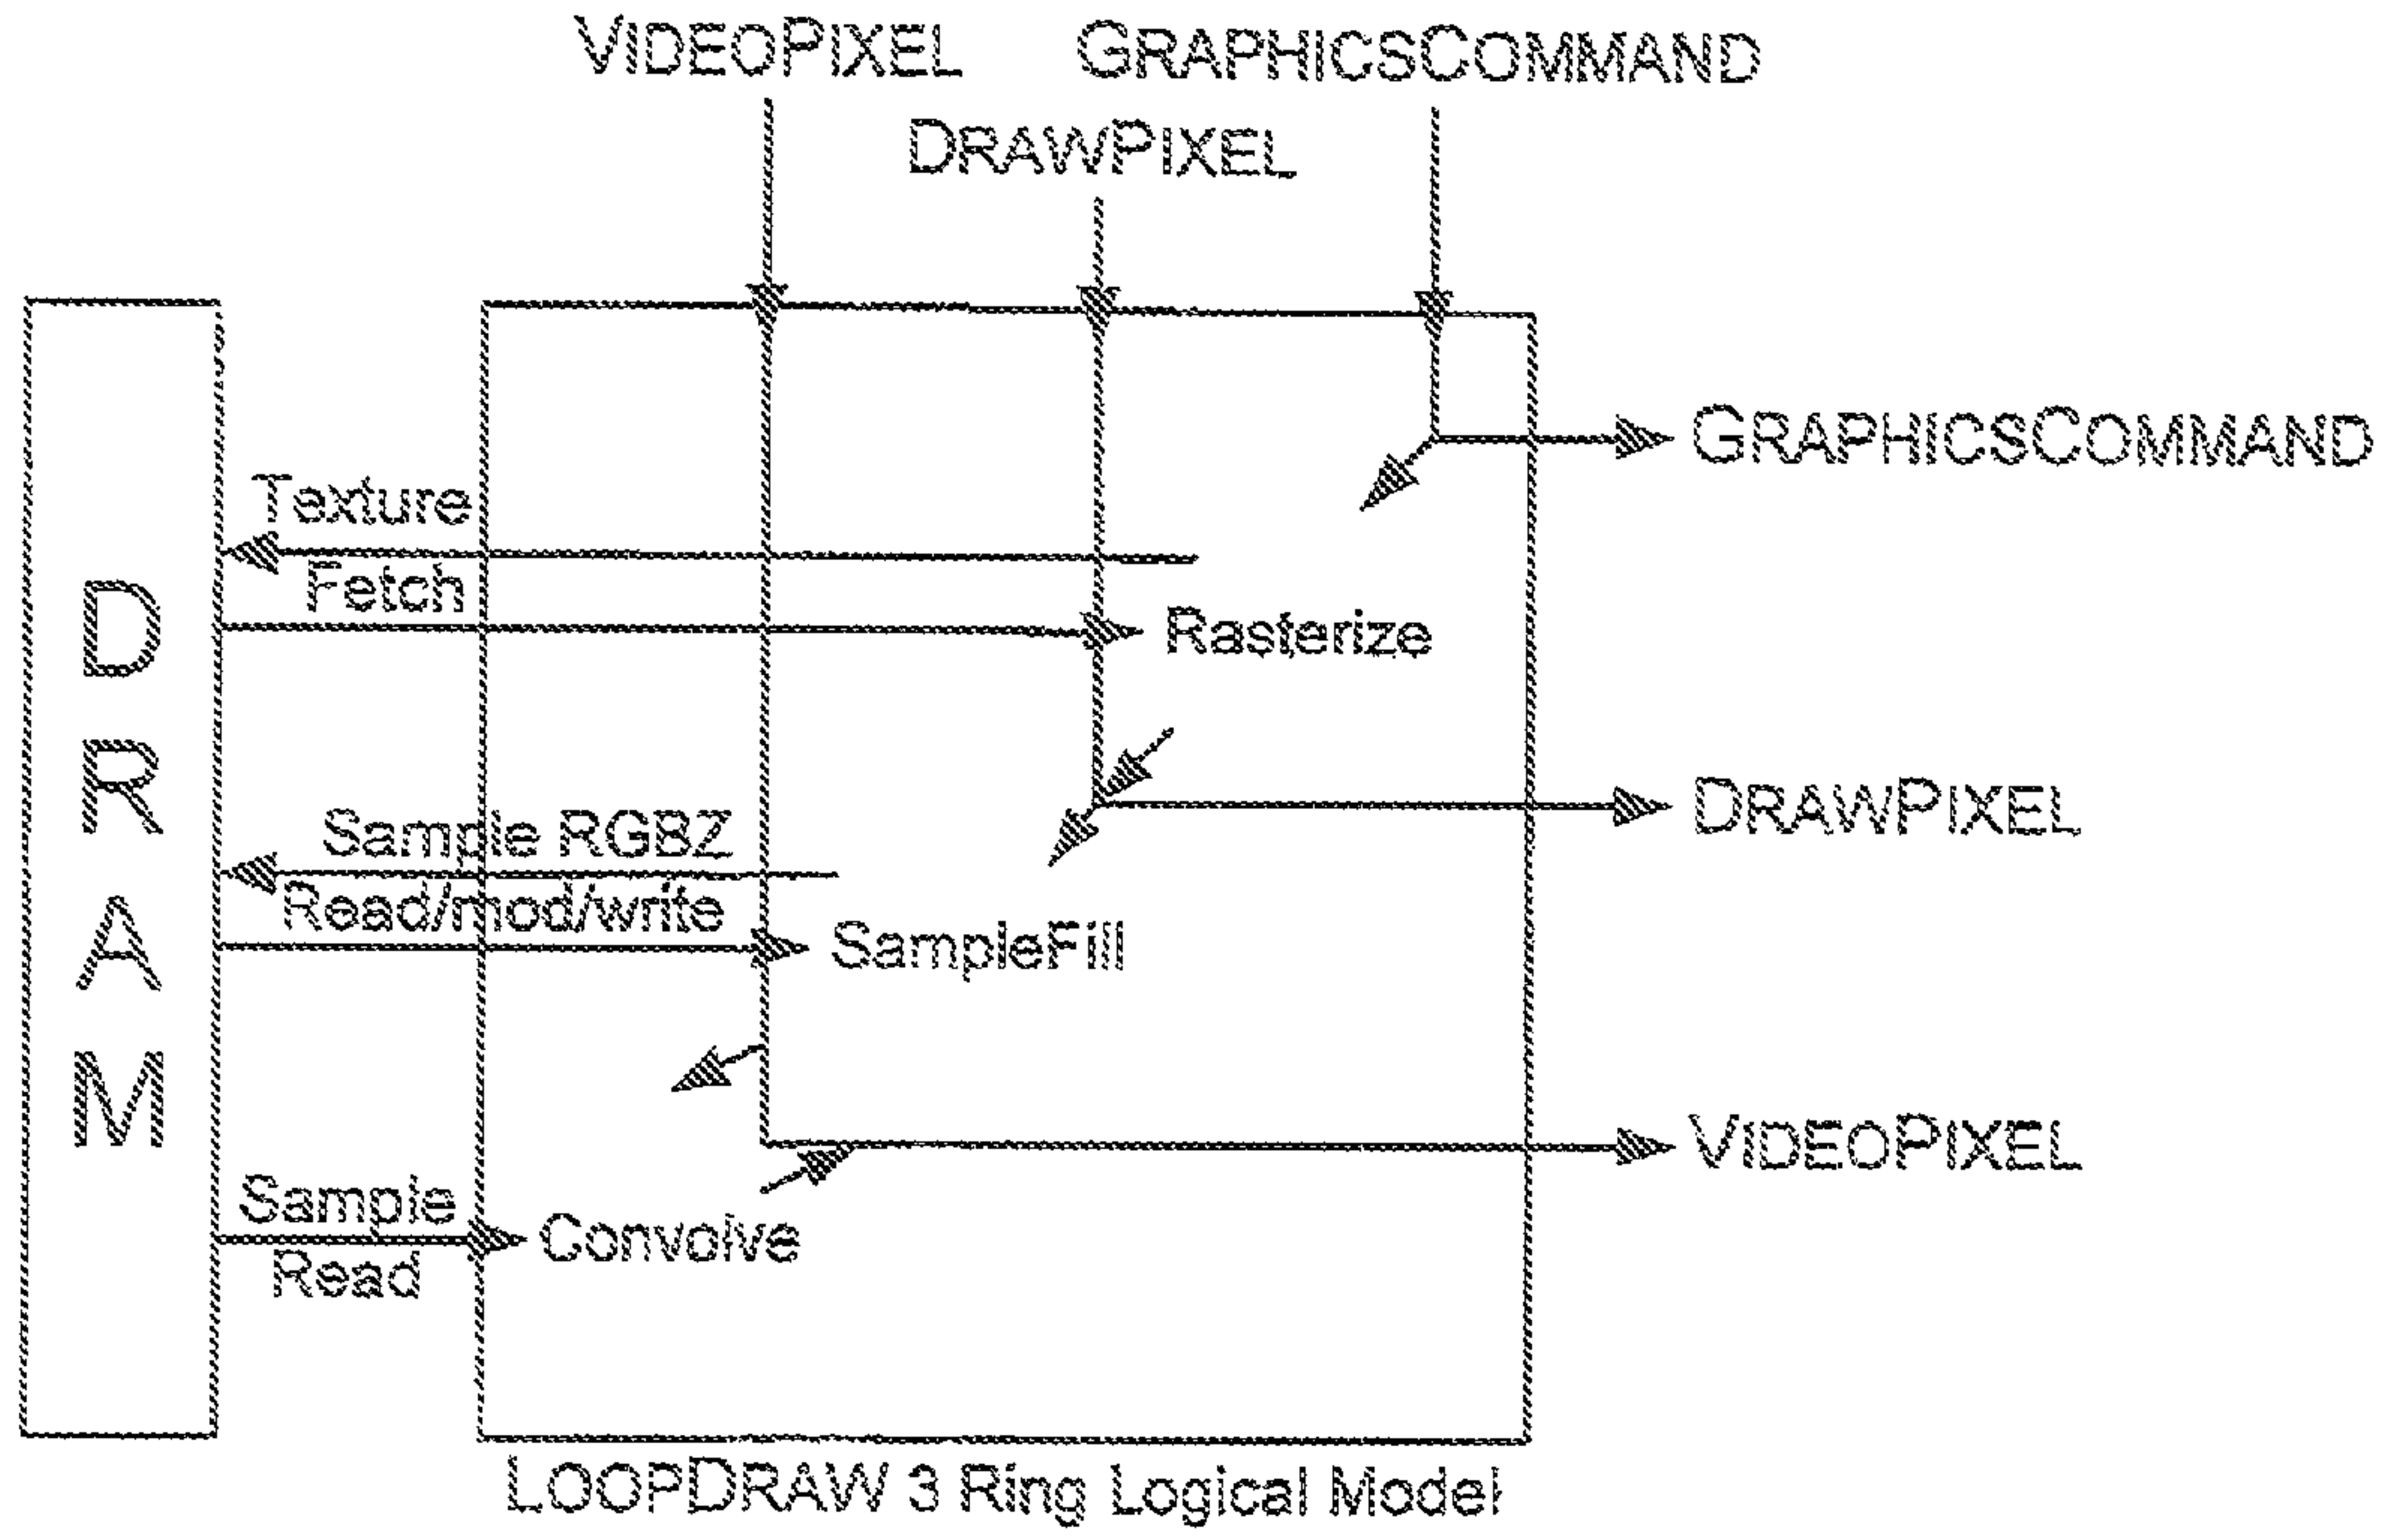 VIDEOPIXEL GRAPHICSCOMMAND
DRAWPIXEL
GRAPHICSCOMMAND
Texture
Fetch
Rasterize
DRAM
DRAWPIXEL
Sample RGBZ
Read/mod/write
SampleFill
VIDEOPIXEL
Sample
Read
Convolve
LOOPDRAW 3 Ring Logical Model